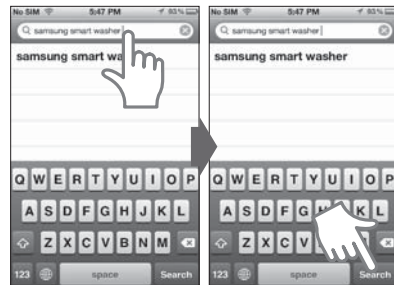 No SIM 5:47 PM 93%
samsung smart washer
samsung smart wa
Q W E R T Y U I O P
A S D F G H J K L
Z X C V B N M
123 space Search
No SIM 5:47 PM 93%
samsung smart washer
samsung smart washer
Q W E R T Y U I O P
A S D F G K L
Z X C V B N
123 space Search